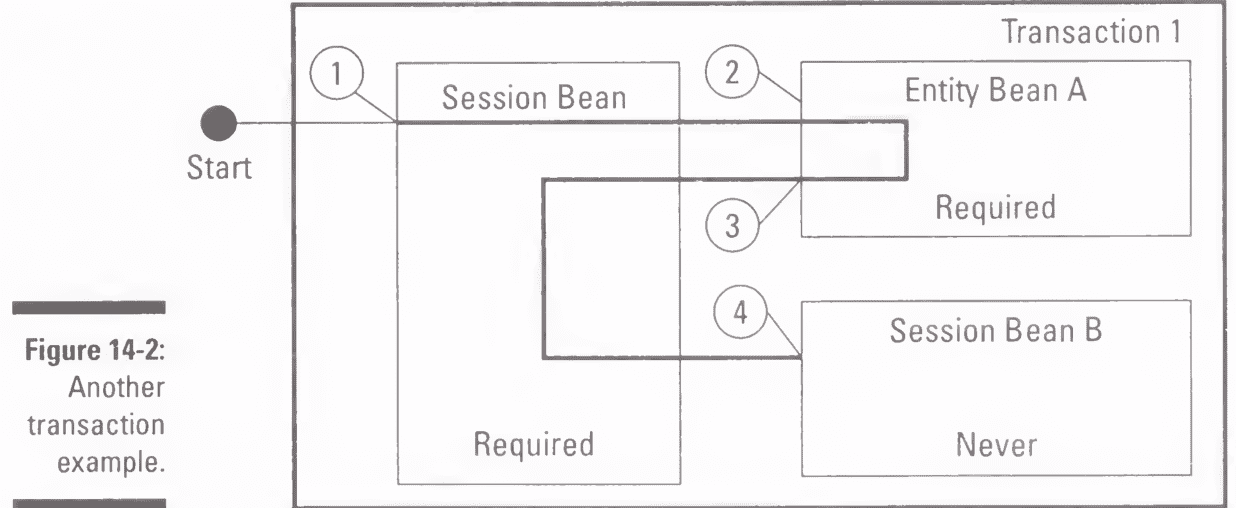 Transaction 1
1
Session Bean
2
Entity Bean A
Start
3
Required
4
Session Bean B
Required
Never
Figure 14-2:
Another
transaction
example.